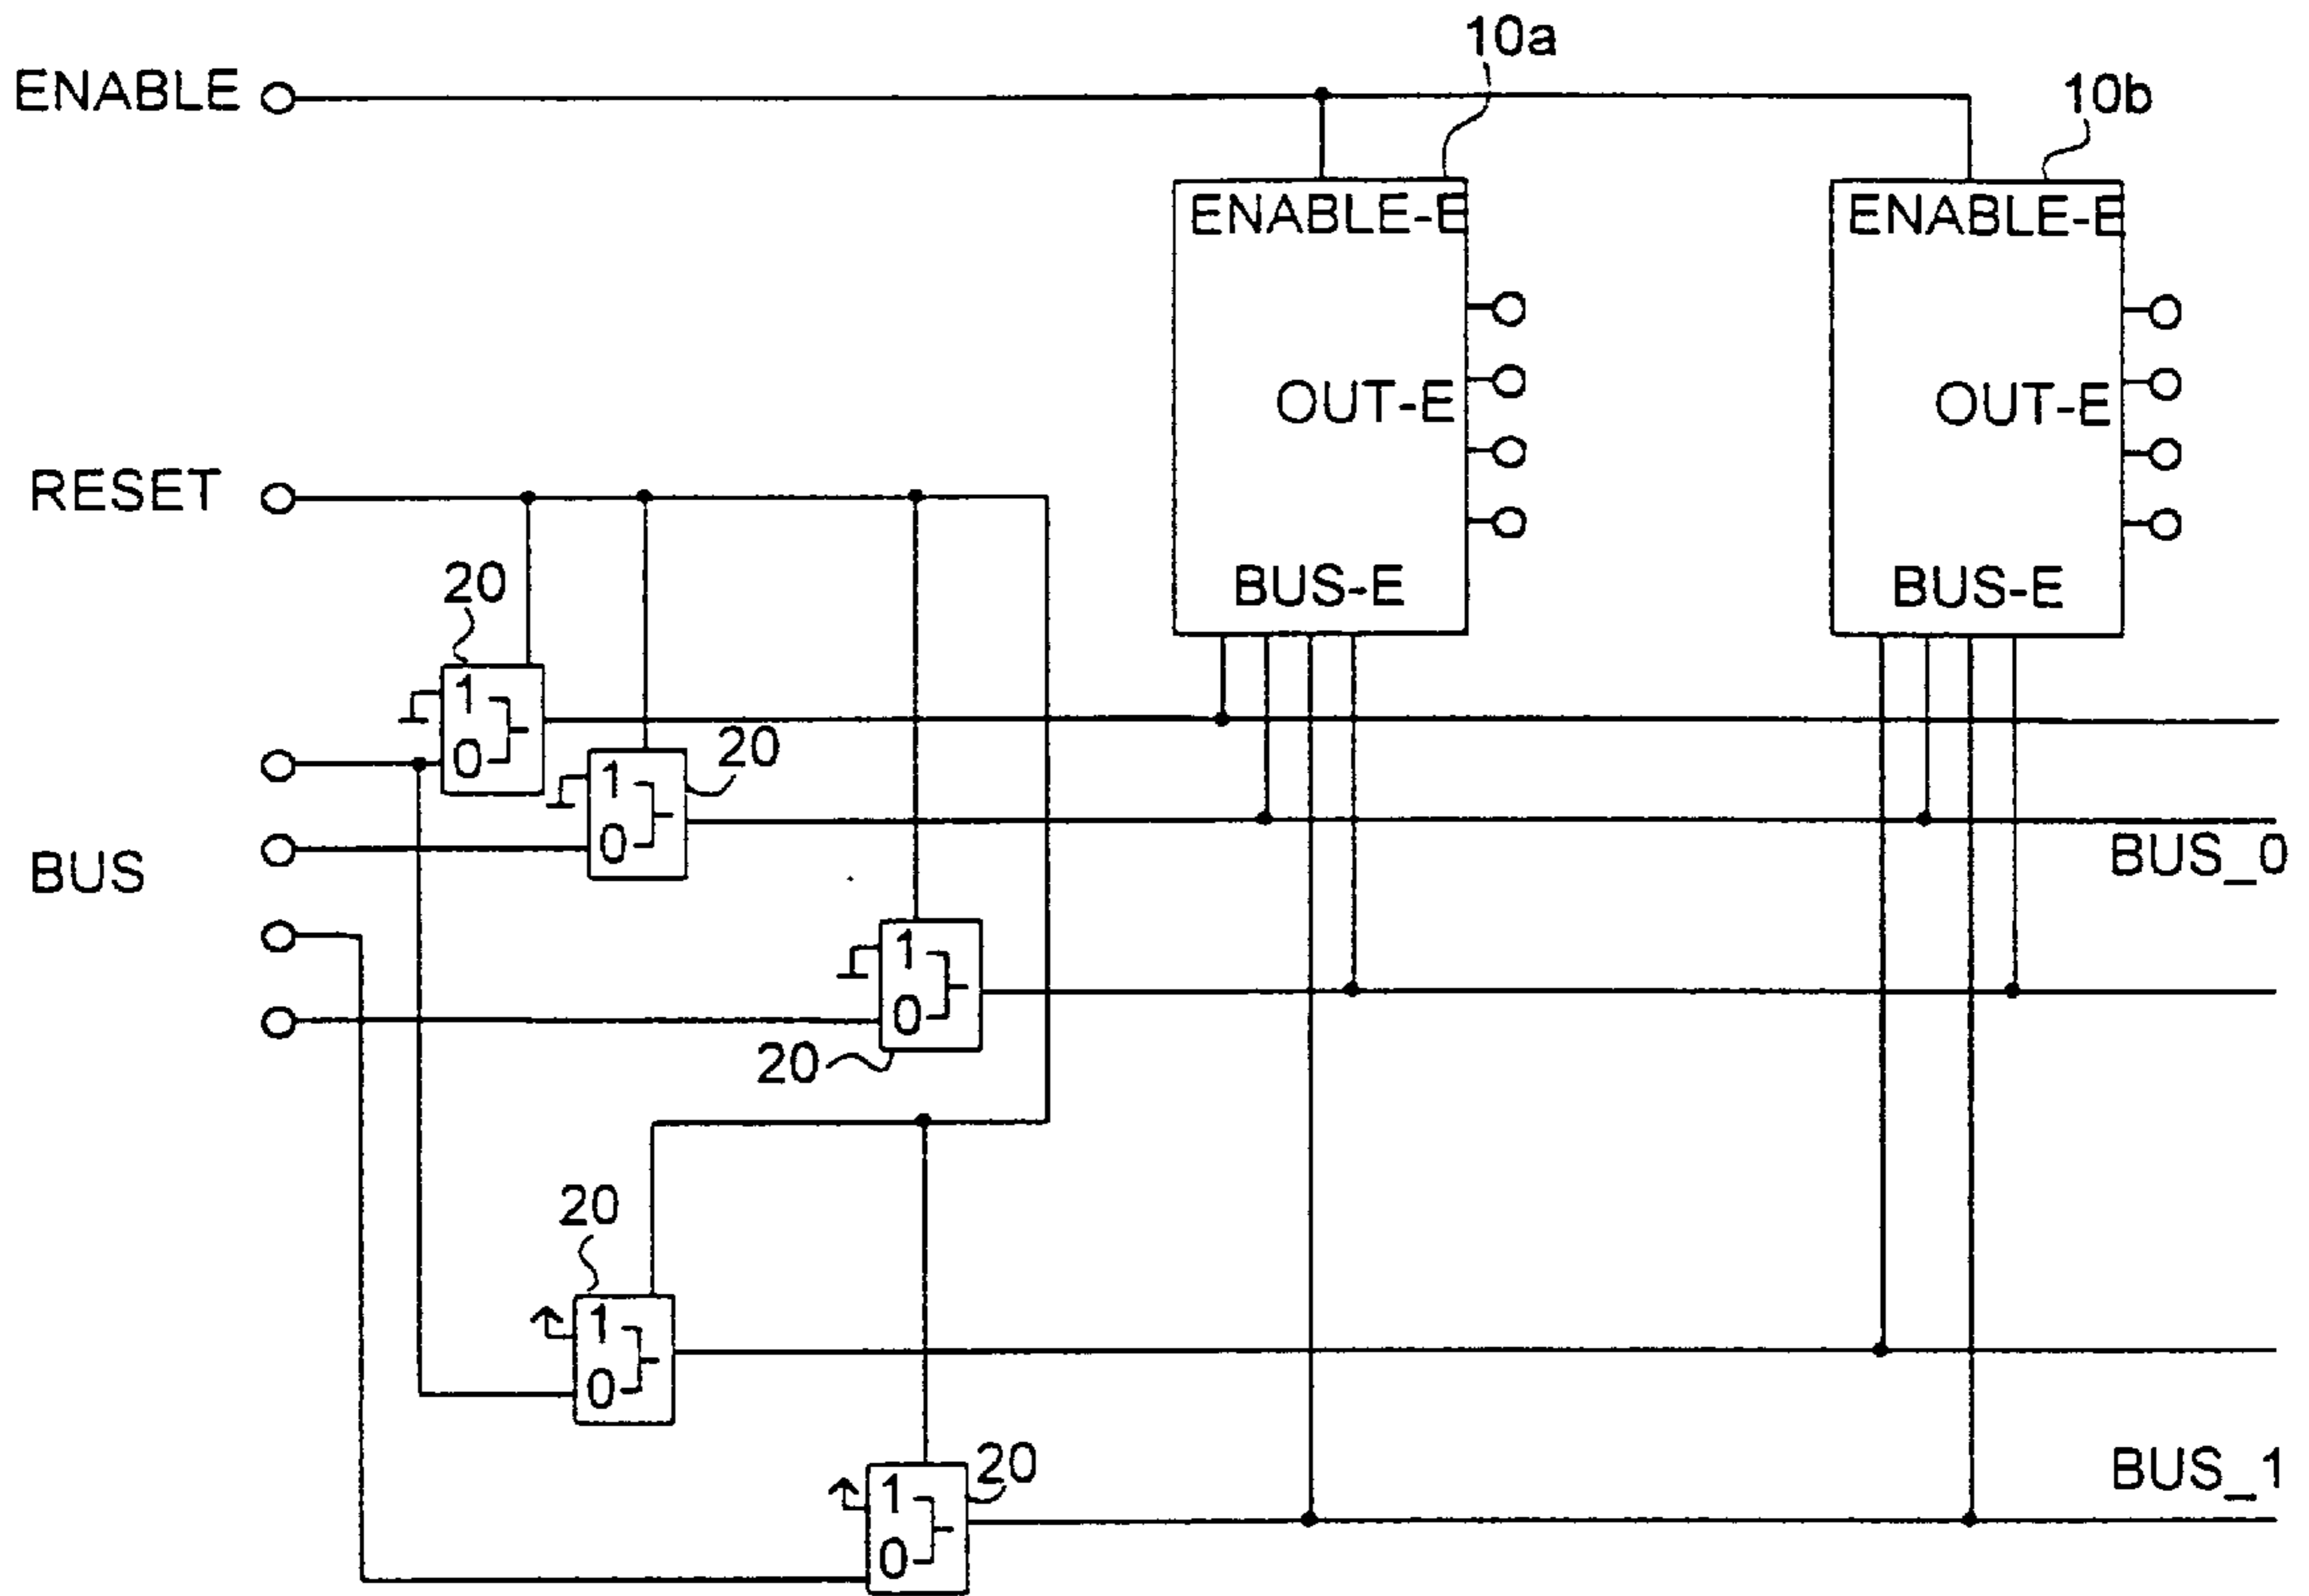 10a
ENABLE
10b
ENABLE-E
ENABLE-E
OUT-E
OUT-E
RESET
BUS-E
BUS-E
20
1
0
20
1
0
BUS
BUS_0
1
0
20
20
1
0
BUS_1
20
1
0